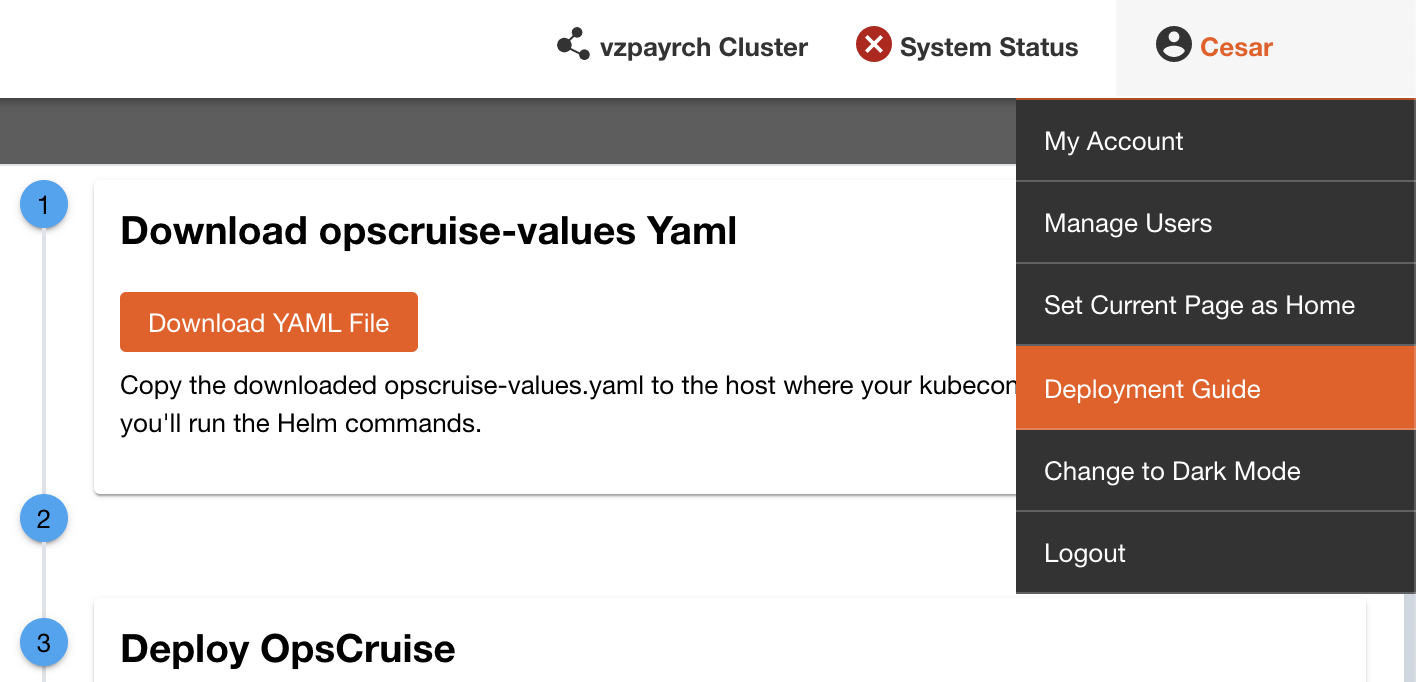 vzpayrch Cluster
System Status
Cesar
My Account
Manage Users
Set Current Page as Home
Deployment Guide
Change to Dark Mode
Logout
1
Download opscruise-values Yaml
Download YAML File
Copy the downloaded opscruise-values.yaml to the host where your
you'll run the Helm commands.
2
3
Deploy OpsCruise